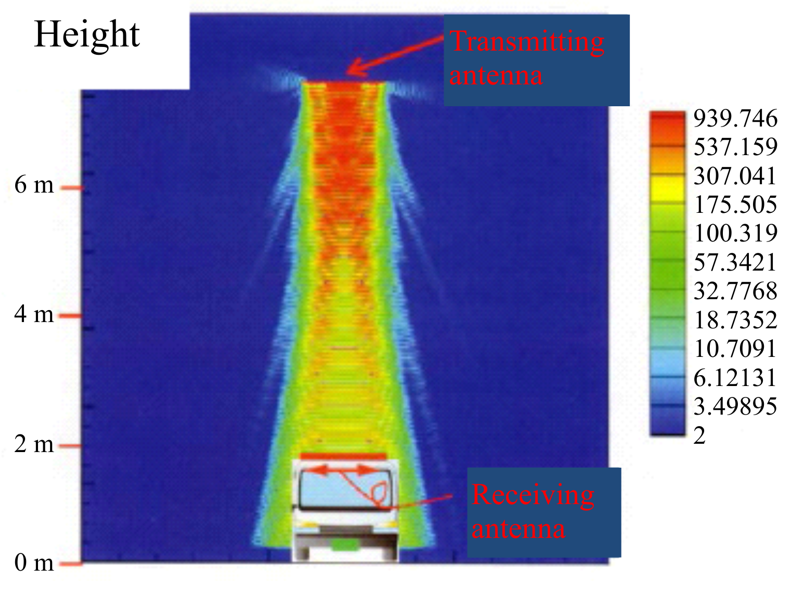 Height
Transmitting
antenna
6 m
4 m
2 m
0 m
939.746
537.159
307.041
175.505
100.319
57.3421
32.7768
18.7352
10.7091
6.12131
3.49895
2
Receiving
antenna